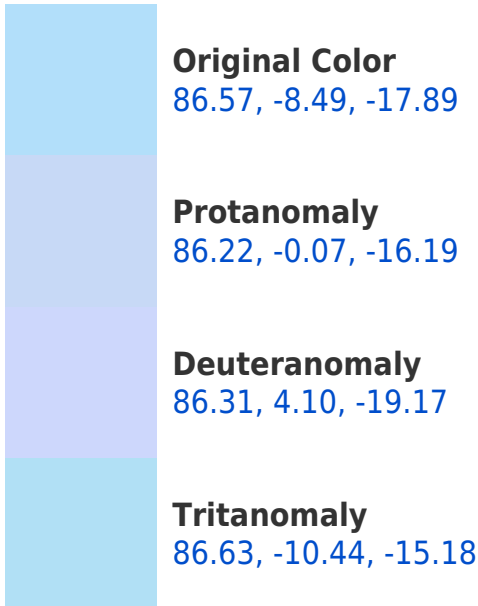 Original Color
86.57, -8.49, -17.89
Protanomaly
86.22, -0.07, -16.19
Deuteranomaly
86.31, 4.10, -19.17
Tritanomaly
86.63, -10.44, -15.18